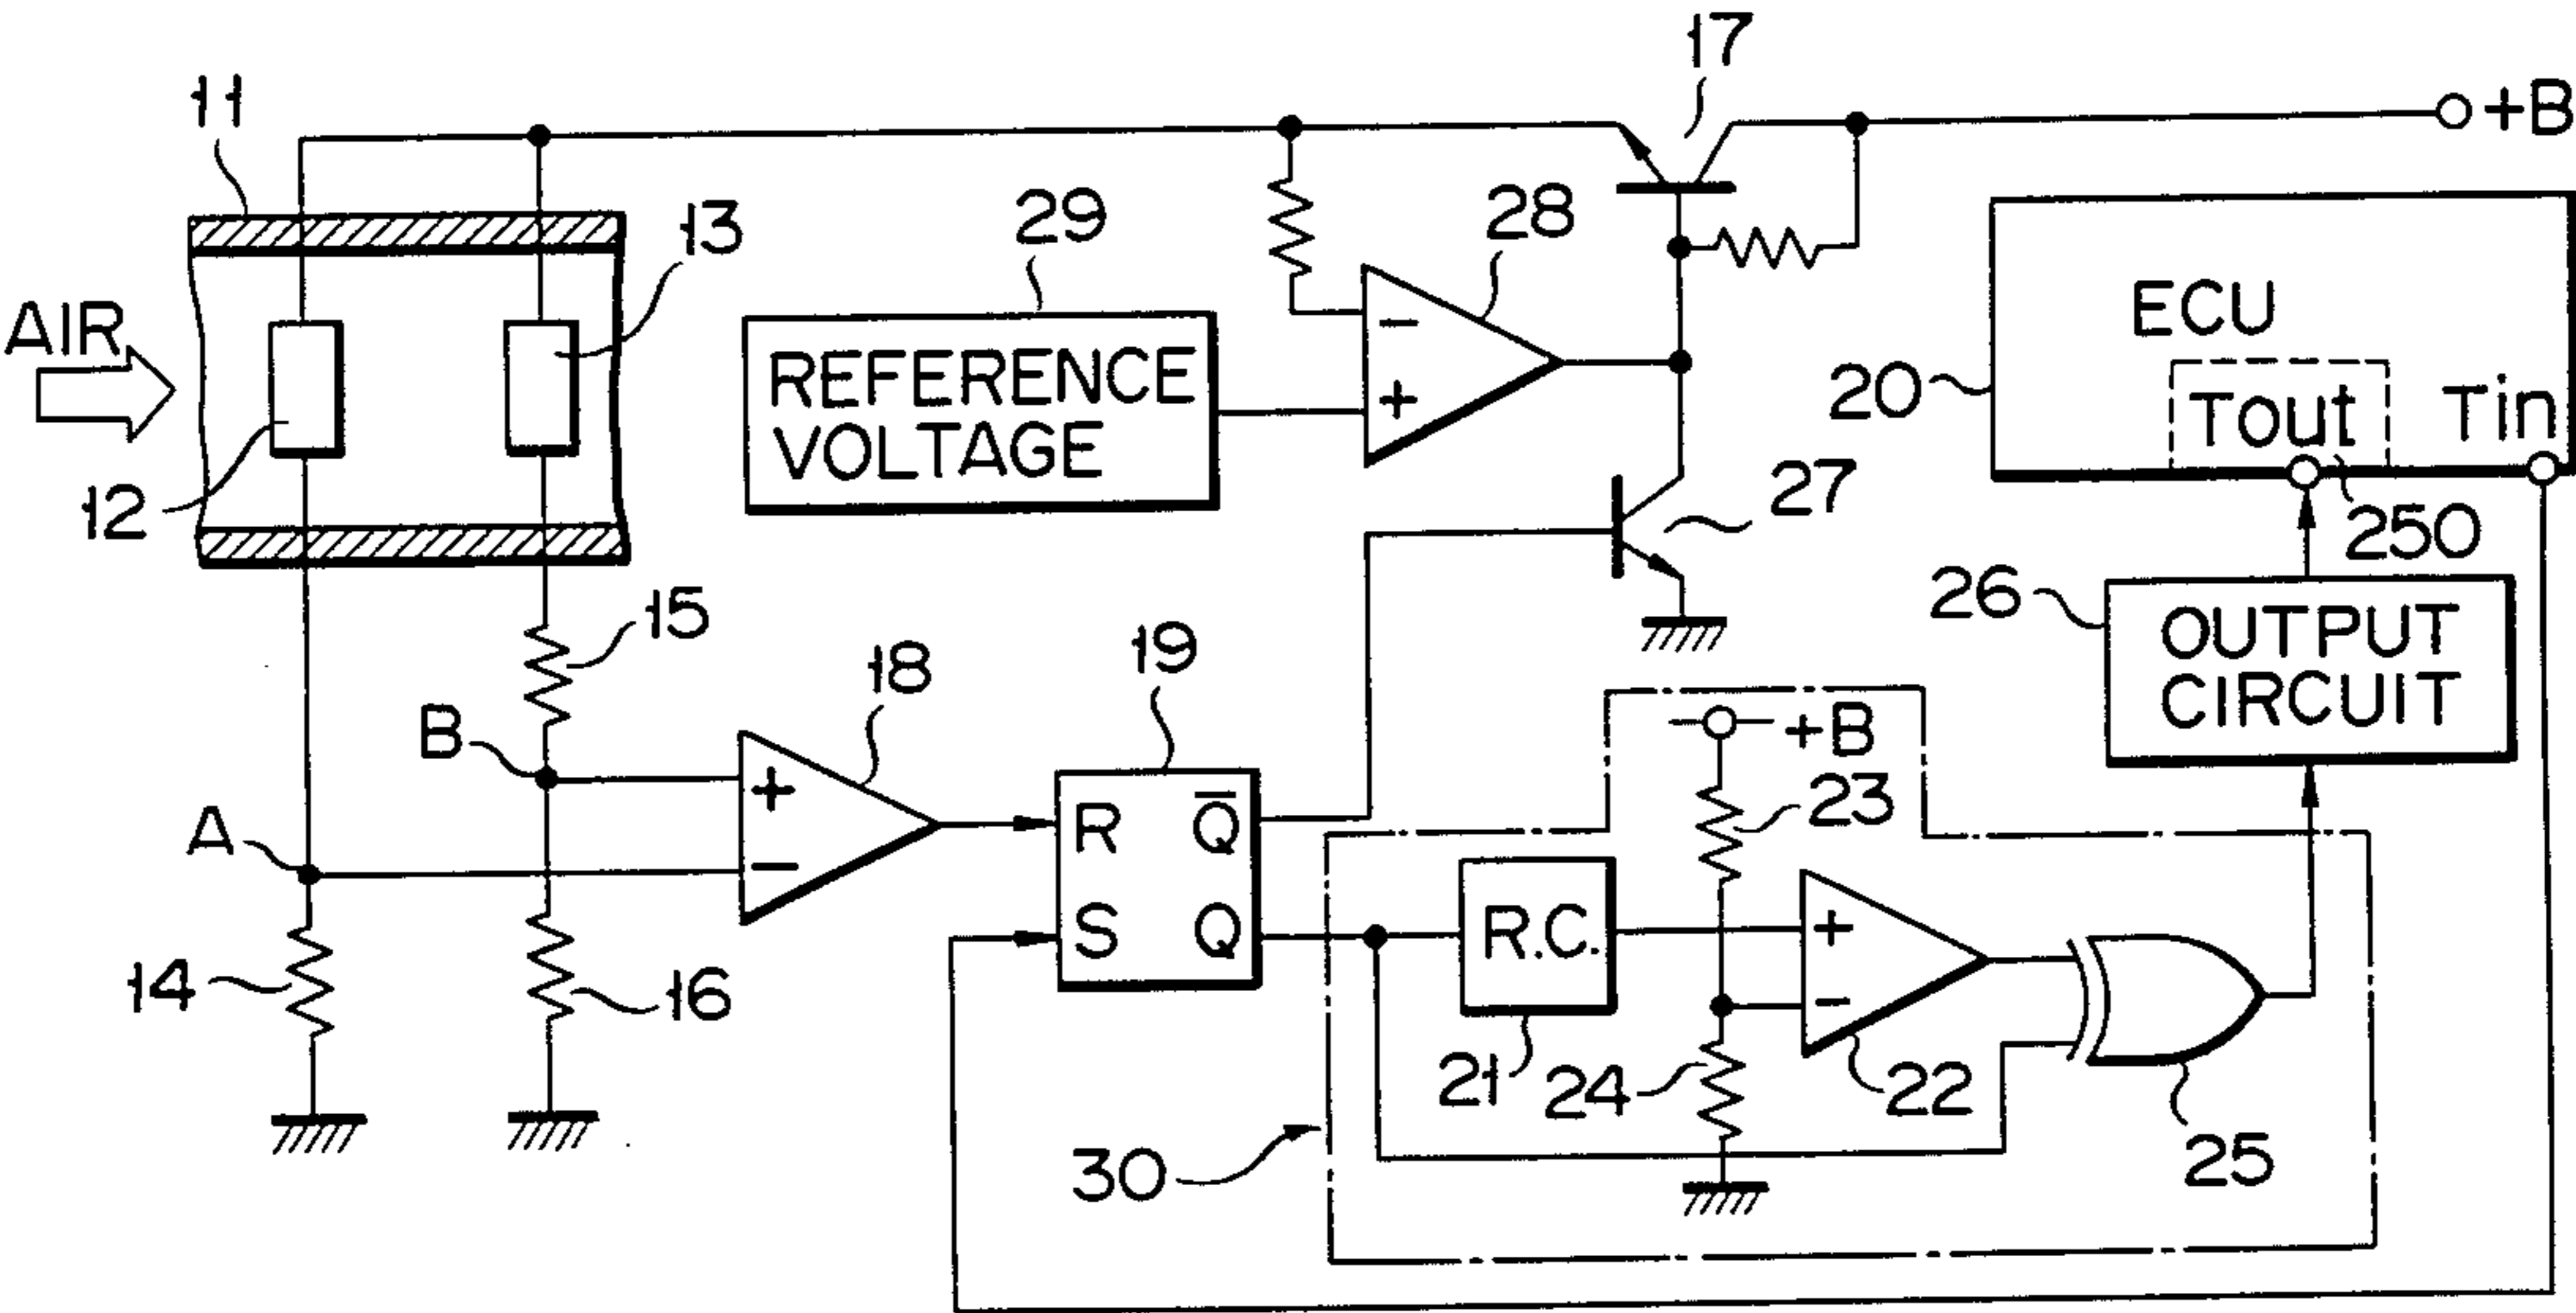 17
+B
11
13
29
28
AIR
REFERENCE
VOLTAGE
−
+
ECU
20
Tout
Tin
12
27
250
26
OUTPUT
CIRCUIT
15
18
19
B
+
−
A
R
Q̅
S
Q
+B
23
R.C.
+
−
14
16
21
24
22
25
30